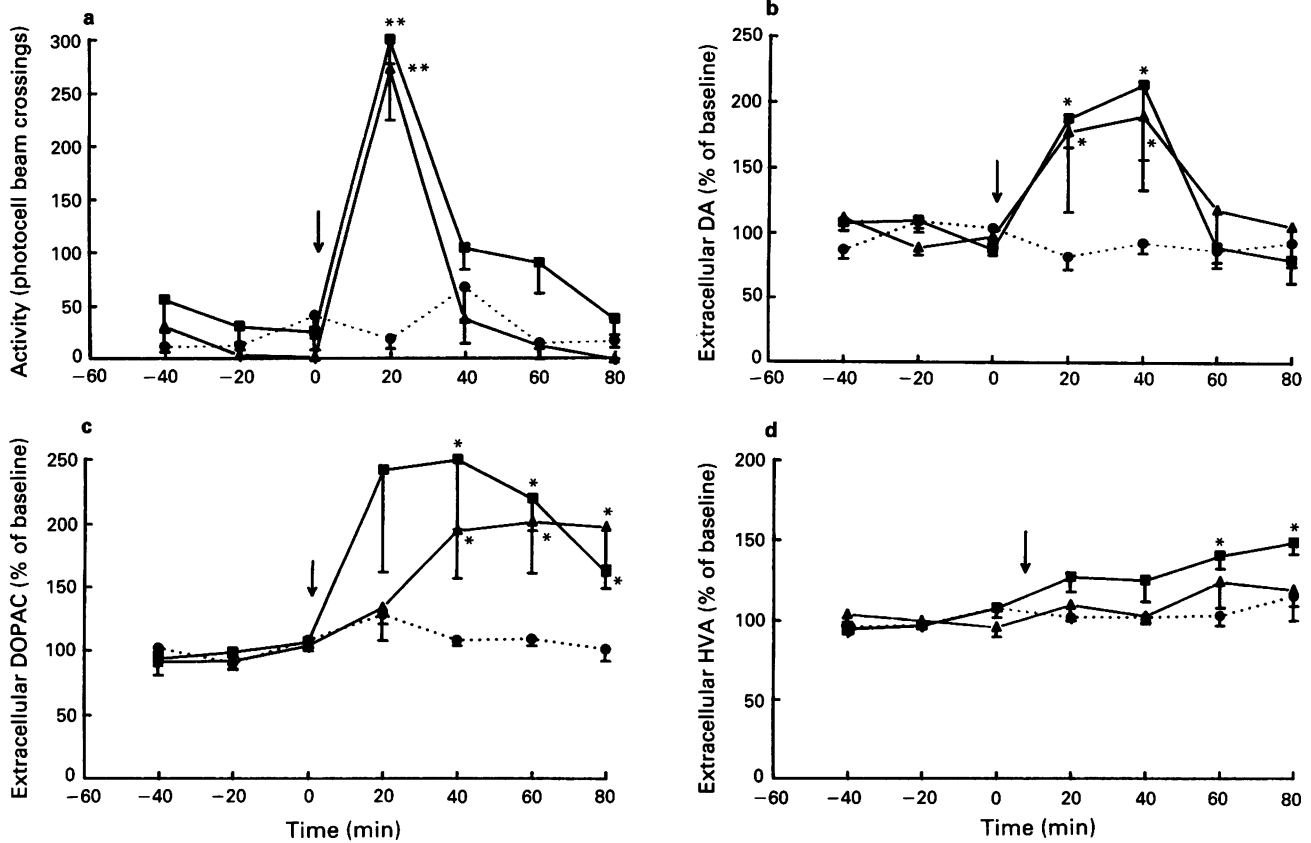 a
Activity (photocell beam crossings)
300
250
200
150
100
50
0
**
**
−60 −40 −20 0 20 40 60 80
b
Extracellular DA (% of baseline)
250
200
150
100
50
0
*
*
*
*
−60 −40 −20 0 20 40 60 80
c
Extracellular DOPAC (% of baseline)
250
200
150
100
50
0
*
*
*
*
*
*
−60 −40 −20 0 20 40 60 80
Time (min)
d
Extracellular HVA (% of baseline)
200
150
100
50
0
*
*
−60 −40 −20 0 20 40 60 80
Time (min)